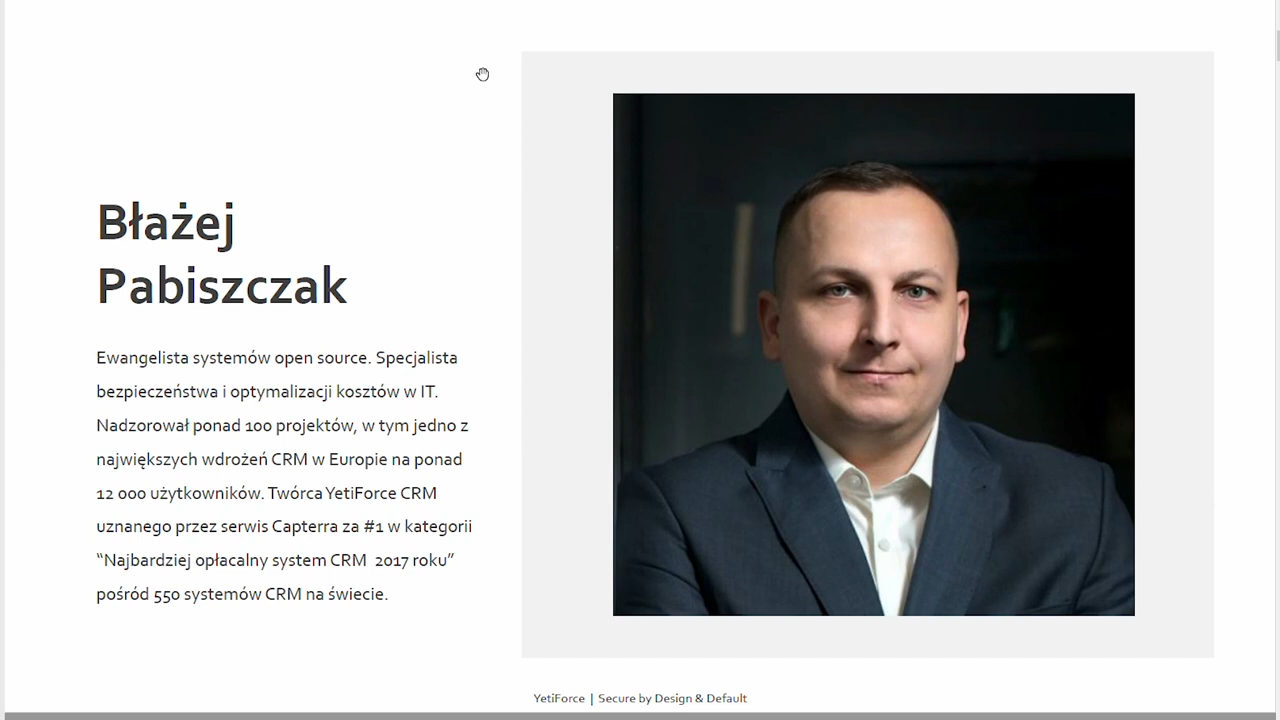 Błażej
Pabiszczak
Ewangelista systemów open source. Specjalista
bezpieczeństwa i optymalizacji kosztów w IT.
Nadzorował ponad 100 projektów, w tym jedno z
największych wdrożeń CRM w Europie na ponad
12 000 użytkowników. Twórca YetiForce CRM
uznanego przez serwis Capterra za #1 w kategorii
“Najbardziej opłacalny system CRM  2017 roku”
pośród 550 systemów CRM na świecie.
YetiForce | Secure by Design & Default